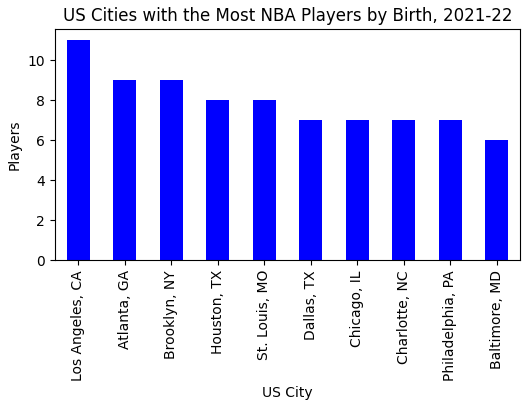 US Cities with the Most NBA Players by Birth, 2021-22
10
8
6
4
2
0
Players
Los Angeles, CA
Atlanta, GA
Brooklyn, NY
Houston, TX
St. Louis, MO
Dallas, TX
Chicago, IL
Charlotte, NC
Philadelphia, PA
Baltimore, MD
US City